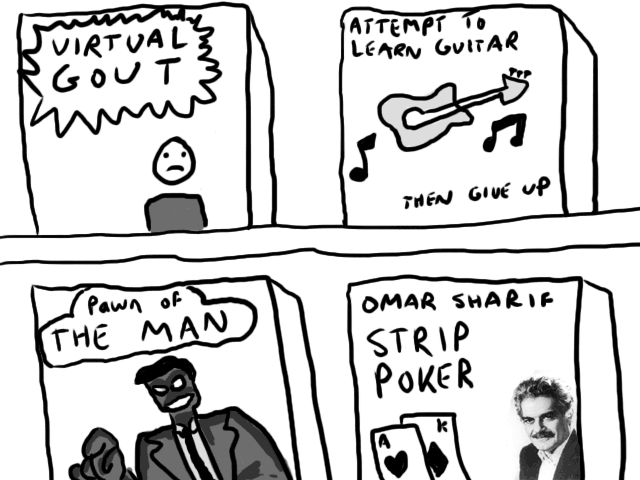 VIRTUAL
GOUT
ATTEMPT TO
LEARN GUITAR
THEN GIVE UP
Pawn OF
THE MAN
OMAR SHARIF
STRIP
POKER
A
K